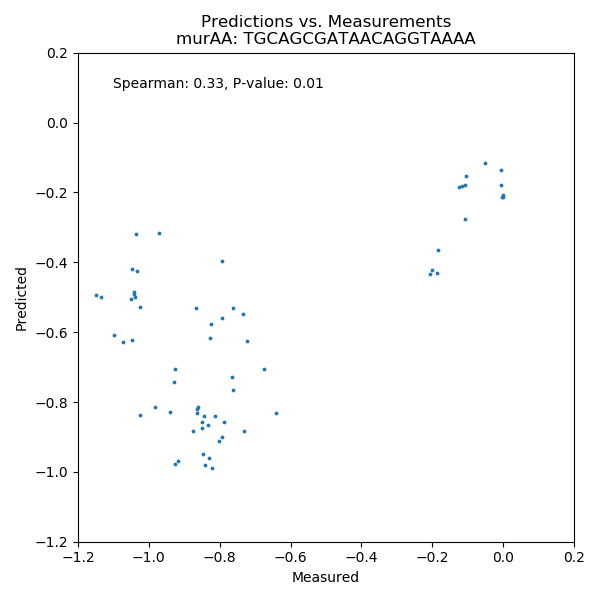 Predictions vs. Measurements
murAA: TGCAGCGATAACAGGTAAAA
Spearman: 0.33, P-value: 0.01
0.2
0.0
−0.2
−0.4
−0.6
−0.8
−1.0
−1.2
Predicted
−1.2 −1.0 −0.8 −0.6 −0.4 −0.2 0.0 0.2
Measured